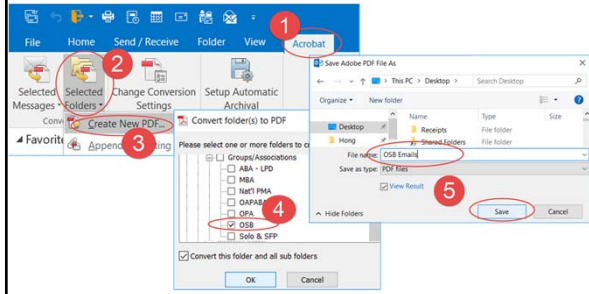 1
File Home Send / Receive Folder View Acrobat
2
Selected Selected Change Conversion Setup Automatic
Messages Folders Settings Archival
Create New PDF...
3
Favorit
Convert folder(s) to PDF
Please select one or more folders to c
Groups/Associations
ABA - LPD
MBA
Nat'l PMA
OAPABA
OPA
4
OSB
Solo & SFP
Convert this folder and all sub folders
OK Cancel
Save Adobe PDF File As
This PC > Desktop > Search Desktop
Organize New folder
Name Type Size
Desktop Receipts File folder
Hong Shared Folders File folder
File name: OSB Emails
Save as type: PDF files
View Result
5
Hide Folders Save Cancel